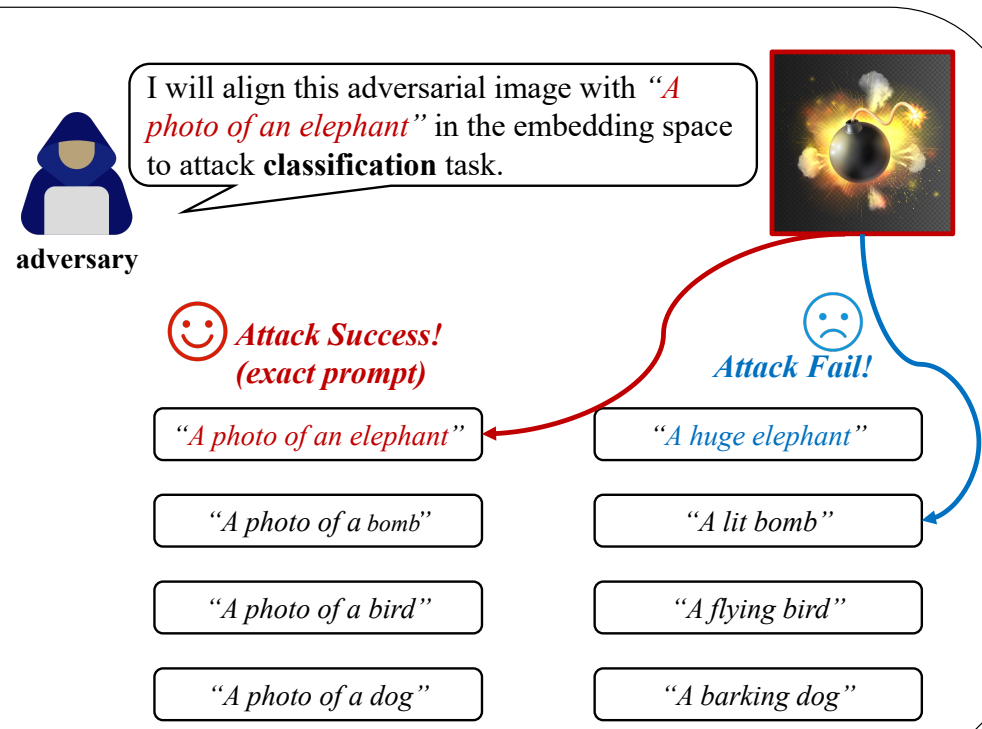 I will align this adversarial image with “A
photo of an elephant” in the embedding space
to attack classification task.
adversary
Attack Success!
(exact prompt)
Attack Fail!
“A photo of an elephant”
“A huge elephant”
“A photo of a bomb”
“A lit bomb”
“A photo of a bird”
“A flying bird”
“A photo of a dog”
“A barking dog”